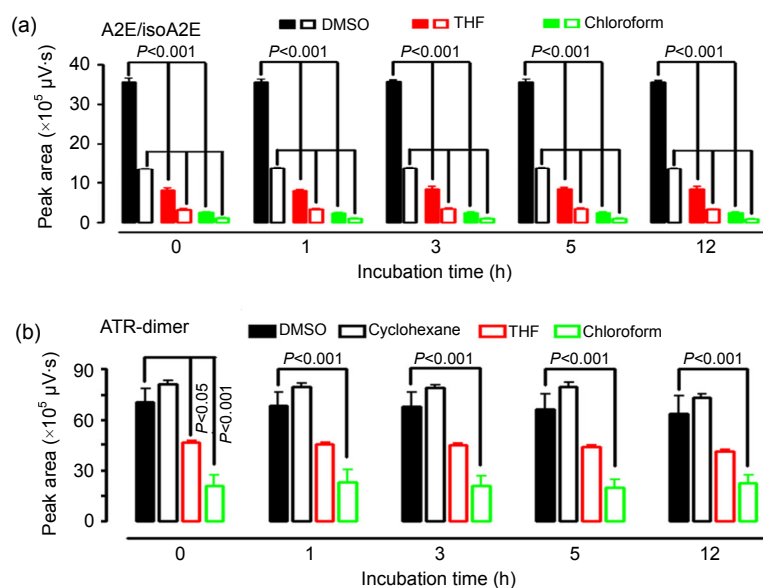 (a)
A2E/isoA2E
DMSO THF Chloroform
P<0.001 P<0.001 P<0.001 P<0.001 P<0.001
Peak area (×10⁵ μV·s)
40
30
20
10
0
0 1 3 5 12
Incubation time (h)
(b)
ATR-dimer
DMSO Cyclohexane THF Chloroform
P<0.05
P<0.001
P<0.001 P<0.001 P<0.001 P<0.001
Peak area (×10⁵ μV·s)
90
60
30
0
0 1 3 5 12
Incubation time (h)